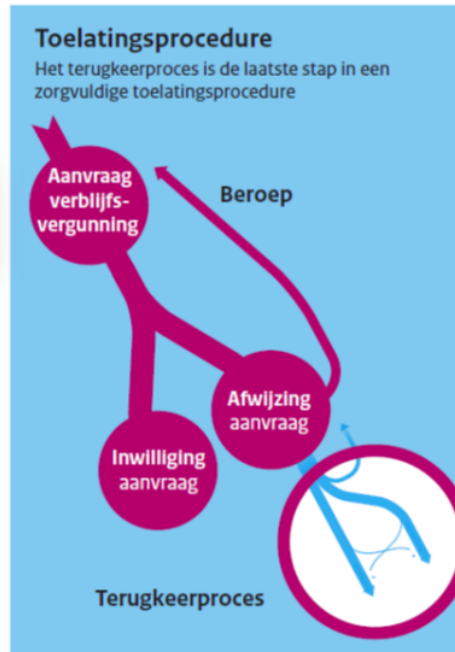 Toelatingsprocedure
Het terugkeerproces is de laatste stap in een
zorgvuldige toelatingsprocedure
Aanvraag
verblijfs-
vergunning
Beroep
Afwijzing
aanvraag
Inwilliging
aanvraag
Terugkeerproces